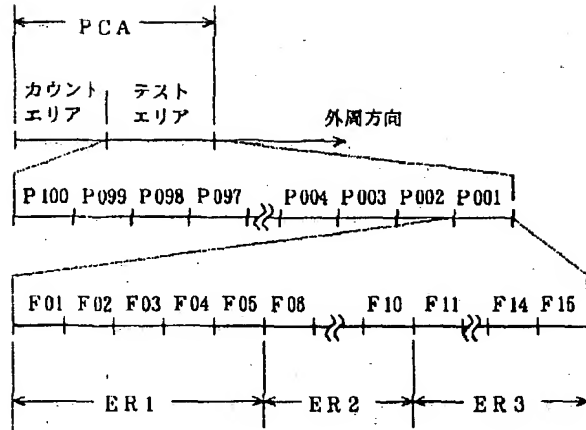 PCA
カウント テスト
エリア エリア 外周方向
P100 P099 P098 P097 P004 P003 P002 P001
F01 F02 F03 F04 F05 F08 F10 F11 F14 F15
ER1 ER2 ER3